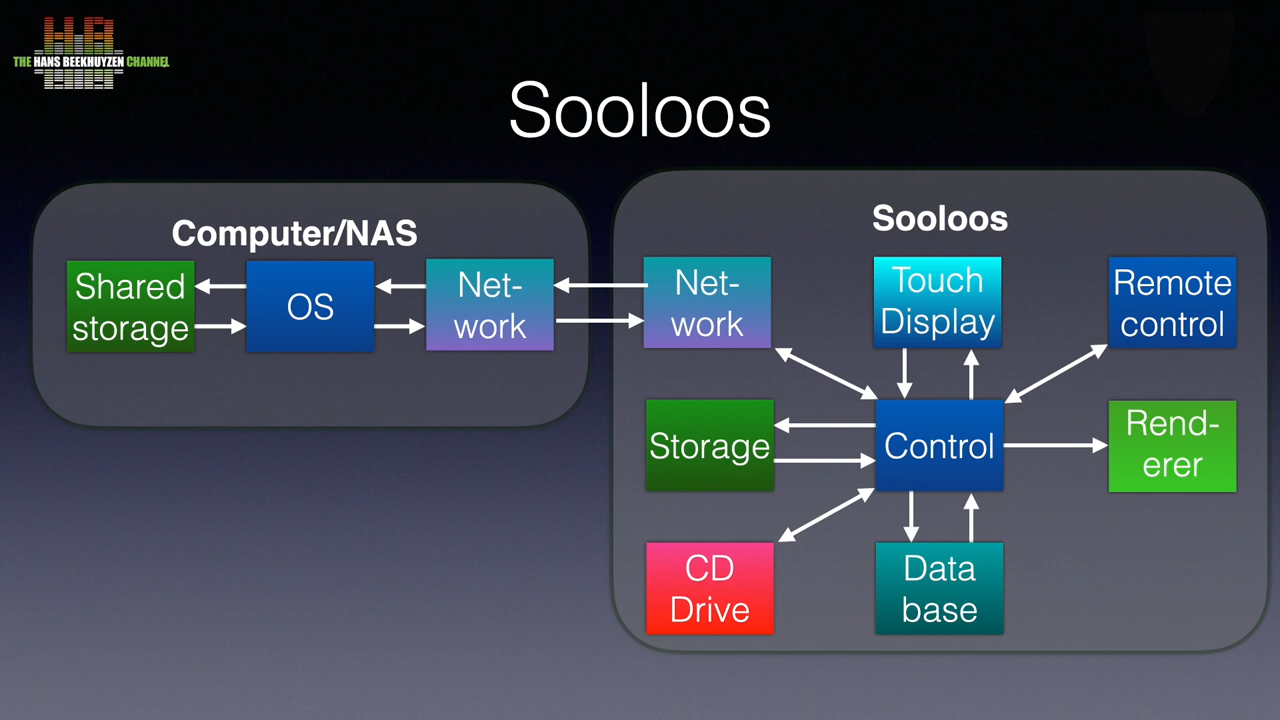 THE HANS BEEKHUYZEN CHANNEL
Sooloos
Computer/NAS
Shared
storage
OS
Net-
work
Sooloos
Net-
work
Touch
Display
Remote
control
Storage
Control
Rend-
erer
CD
Drive
Data
base